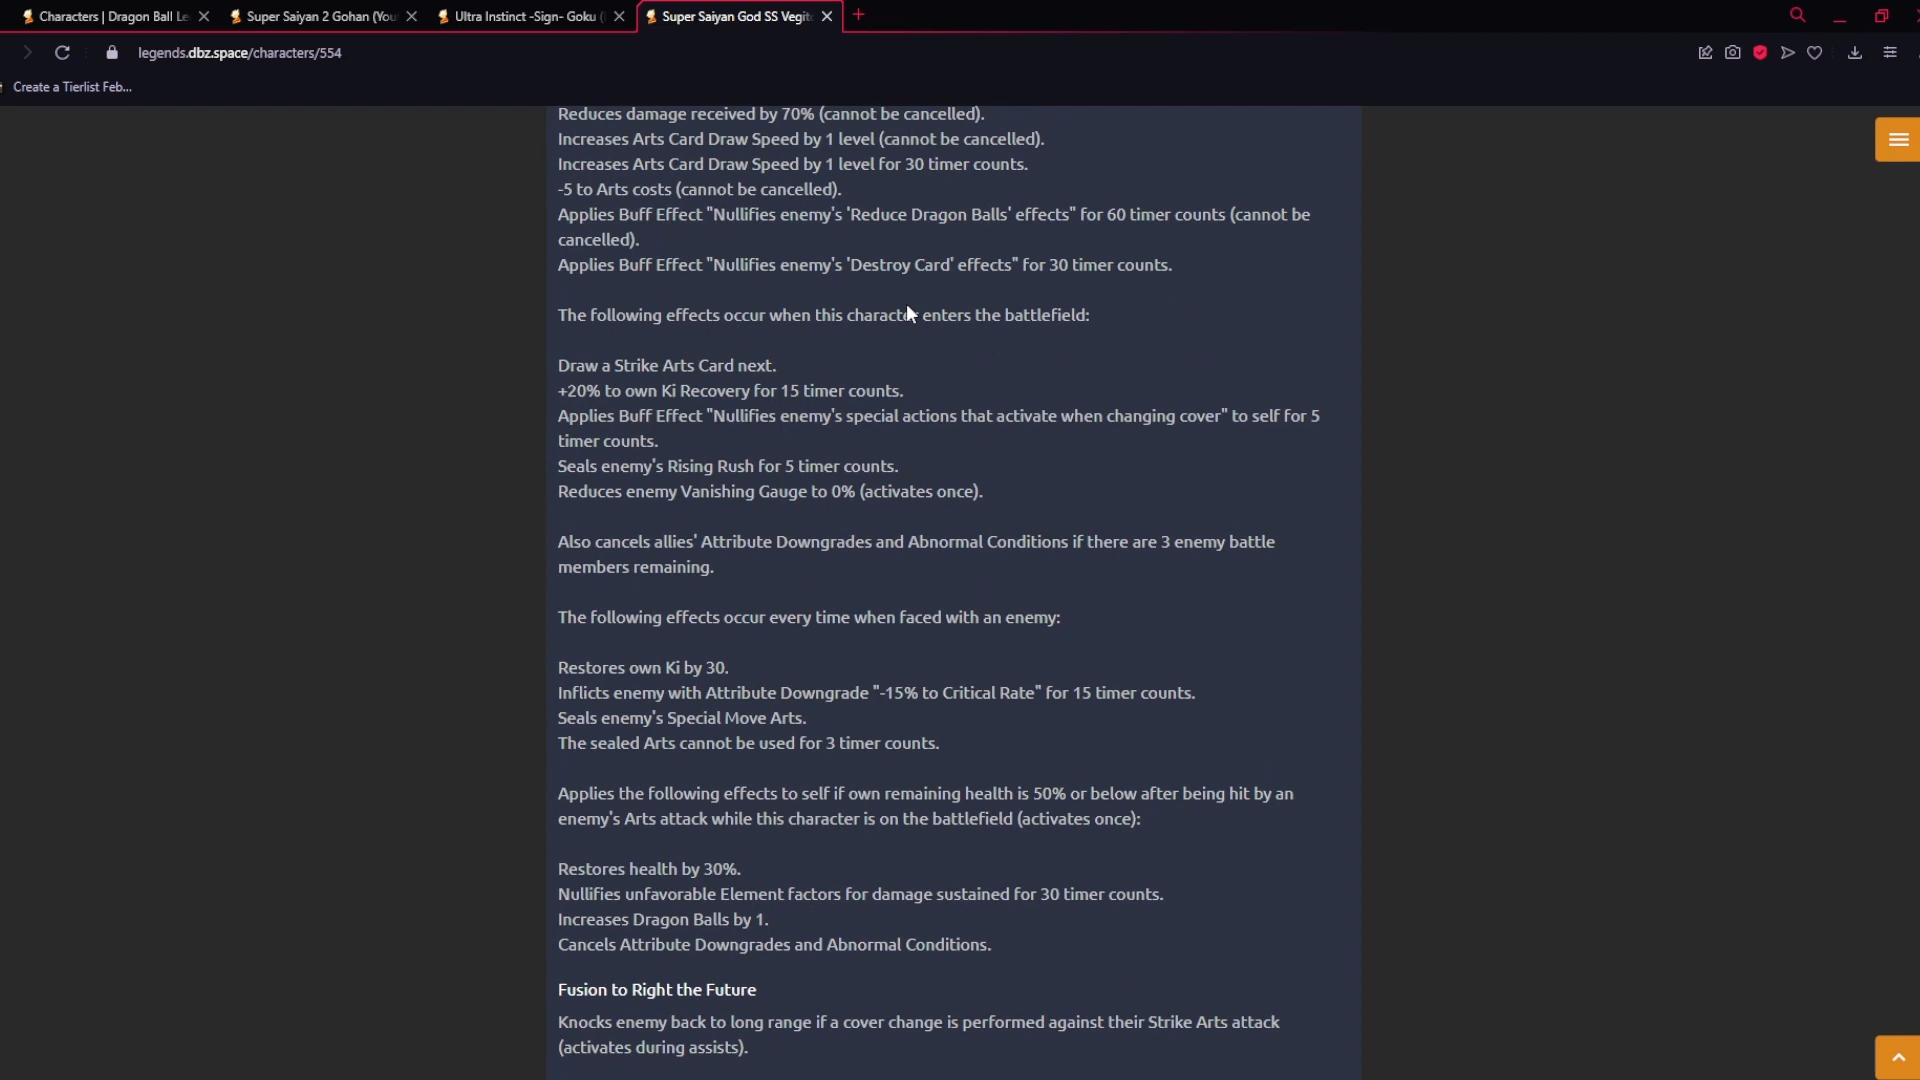 Characters | Dragon Ball Le
Super Saiyan 2 Gohan (You
Ultra Instinct -Sign- Goku (
Super Saiyan God SS Vegit
legends.dbz.space/characters/554
Create a Tierlist Feb...
Reduces damage received by 70% (cannot be cancelled).
Increases Arts Card Draw Speed by 1 level (cannot be cancelled).
Increases Arts Card Draw Speed by 1 level for 30 timer counts.
-5 to Arts costs (cannot be cancelled).
Applies Buff Effect "Nullifies enemy's 'Reduce Dragon Balls' effects" for 60 timer counts (cannot be
cancelled).
Applies Buff Effect "Nullifies enemy's 'Destroy Card' effects" for 30 timer counts.
The following effects occur when this character enters the battlefield:
Draw a Strike Arts Card next.
+20% to own Ki Recovery for 15 timer counts.
Applies Buff Effect "Nullifies enemy's special actions that activate when changing cover" to self for 5
timer counts.
Seals enemy's Rising Rush for 5 timer counts.
Reduces enemy Vanishing Gauge to 0% (activates once).
Also cancels allies' Attribute Downgrades and Abnormal Conditions if there are 3 enemy battle
members remaining.
The following effects occur every time when faced with an enemy:
Restores own Ki by 30.
Inflicts enemy with Attribute Downgrade "-15% to Critical Rate" for 15 timer counts.
Seals enemy's Special Move Arts.
The sealed Arts cannot be used for 3 timer counts.
Applies the following effects to self if own remaining health is 50% or below after being hit by an
enemy's Arts attack while this character is on the battlefield (activates once):
Restores health by 30%.
Nullifies unfavorable Element factors for damage sustained for 30 timer counts.
Increases Dragon Balls by 1.
Cancels Attribute Downgrades and Abnormal Conditions.
Fusion to Right the Future
Knocks enemy back to long range if a cover change is performed against their Strike Arts attack
(activates during assists).